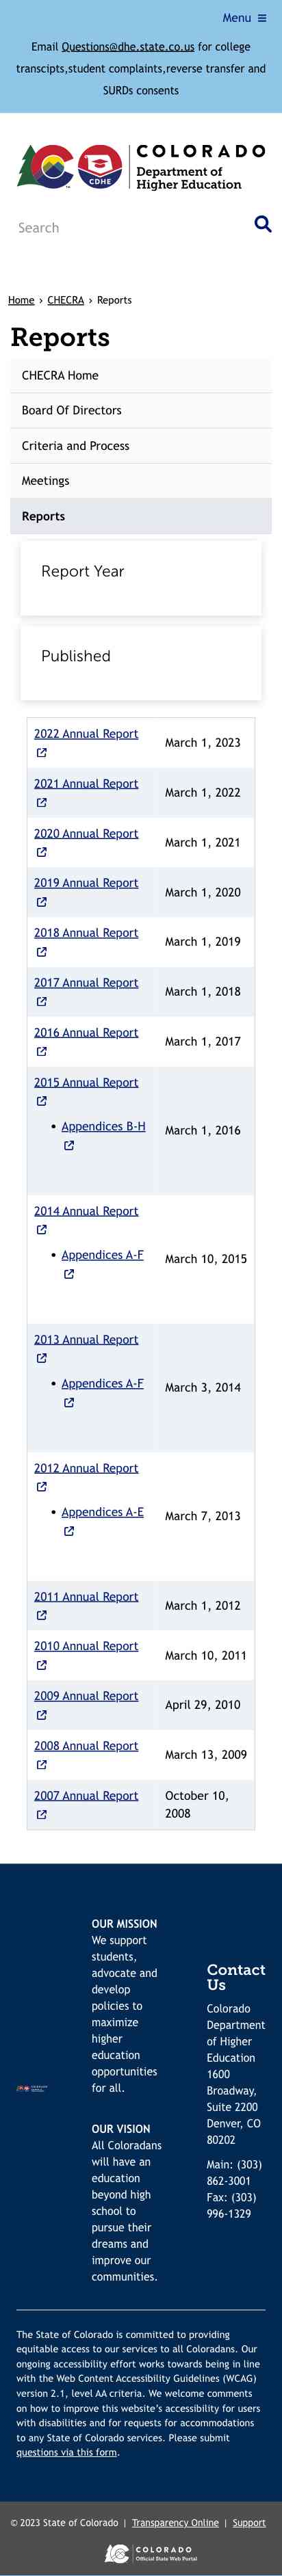 Menu ≡
Email Questions@dhe.state.co.us for college
transcipts,student complaints,reverse transfer and
SURDs consents
CO
CDHE
COLORADO
Department of
Higher Education
Search
Home › CHECRA › Reports
Reports
CHECRA Home
Board Of Directors
Criteria and Process
Meetings
Reports
Report Year
Published
2022 Annual Report
March 1, 2023
2021 Annual Report
March 1, 2022
2020 Annual Report
March 1, 2021
2019 Annual Report
March 1, 2020
2018 Annual Report
March 1, 2019
2017 Annual Report
March 1, 2018
2016 Annual Report
March 1, 2017
2015 Annual Report
• Appendices B-H
March 1, 2016
2014 Annual Report
• Appendices A-F
March 10, 2015
2013 Annual Report
• Appendices A-F
March 3, 2014
2012 Annual Report
• Appendices A-E
March 7, 2013
2011 Annual Report
March 1, 2012
2010 Annual Report
March 10, 2011
2009 Annual Report
April 29, 2010
2008 Annual Report
March 13, 2009
2007 Annual Report
October 10,
2008
OUR MISSION
We support
students,
advocate and
develop
policies to
maximize
higher
education
opportunities
for all.
OUR VISION
All Coloradans
will have an
education
beyond high
school to
pursue their
dreams and
improve our
communities.
Contact
Us
Colorado
Department
of Higher
Education
1600
Broadway,
Suite 2200
Denver, CO
80202
Main: (303)
862-3001
Fax: (303)
996-1329
The State of Colorado is committed to providing
equitable access to our services to all Coloradans. Our
ongoing accessibility effort works towards being in line
with the Web Content Accessibility Guidelines (WCAG)
version 2.1, level AA criteria. We welcome comments
on how to improve this website’s accessibility for users
with disabilities and for requests for accommodations
to any State of Colorado services. Please submit
questions via this form.
© 2023 State of Colorado | Transparency Online | Support
CO
COLORADO
Official State Web Portal